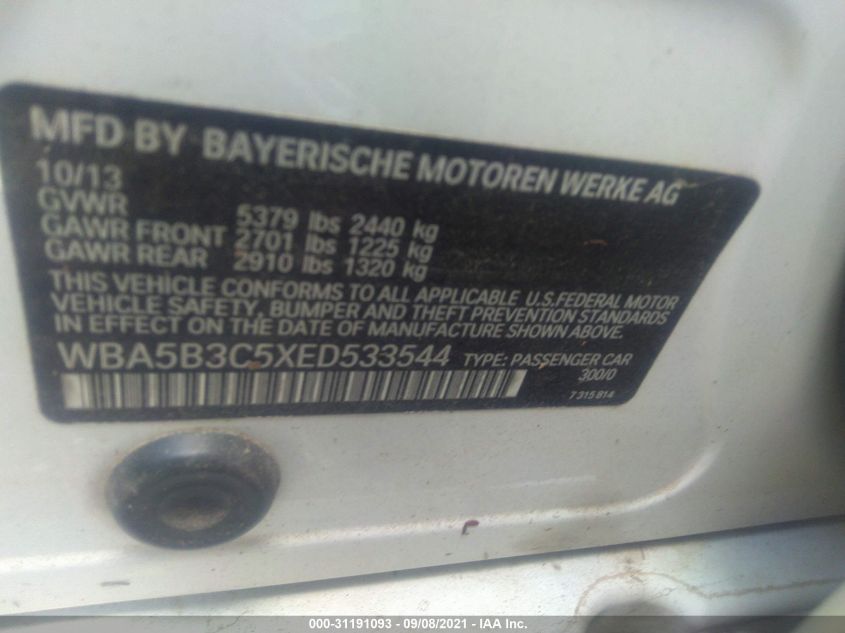 MFD BY BAYERISCHE MOTOREN WERKE AG
10/13
GVWR 5379 lbs 2440 kg
GAWR FRONT 2701 lbs 1225 kg
GAWR REAR 2910 lbs 1320 kg
THIS VEHICLE CONFORMS TO ALL APPLICABLE U.S.FEDERAL MOTOR
VEHICLE SAFETY, BUMPER AND THEFT PREVENTION STANDARDS
IN EFFECT ON THE DATE OF MANUFACTURE SHOWN ABOVE.
WBA5B3C5XED533544 TYPE: PASSENGER CAR
300/0
7 315 814
000-31191093 - 09/08/2021 - IAA Inc.